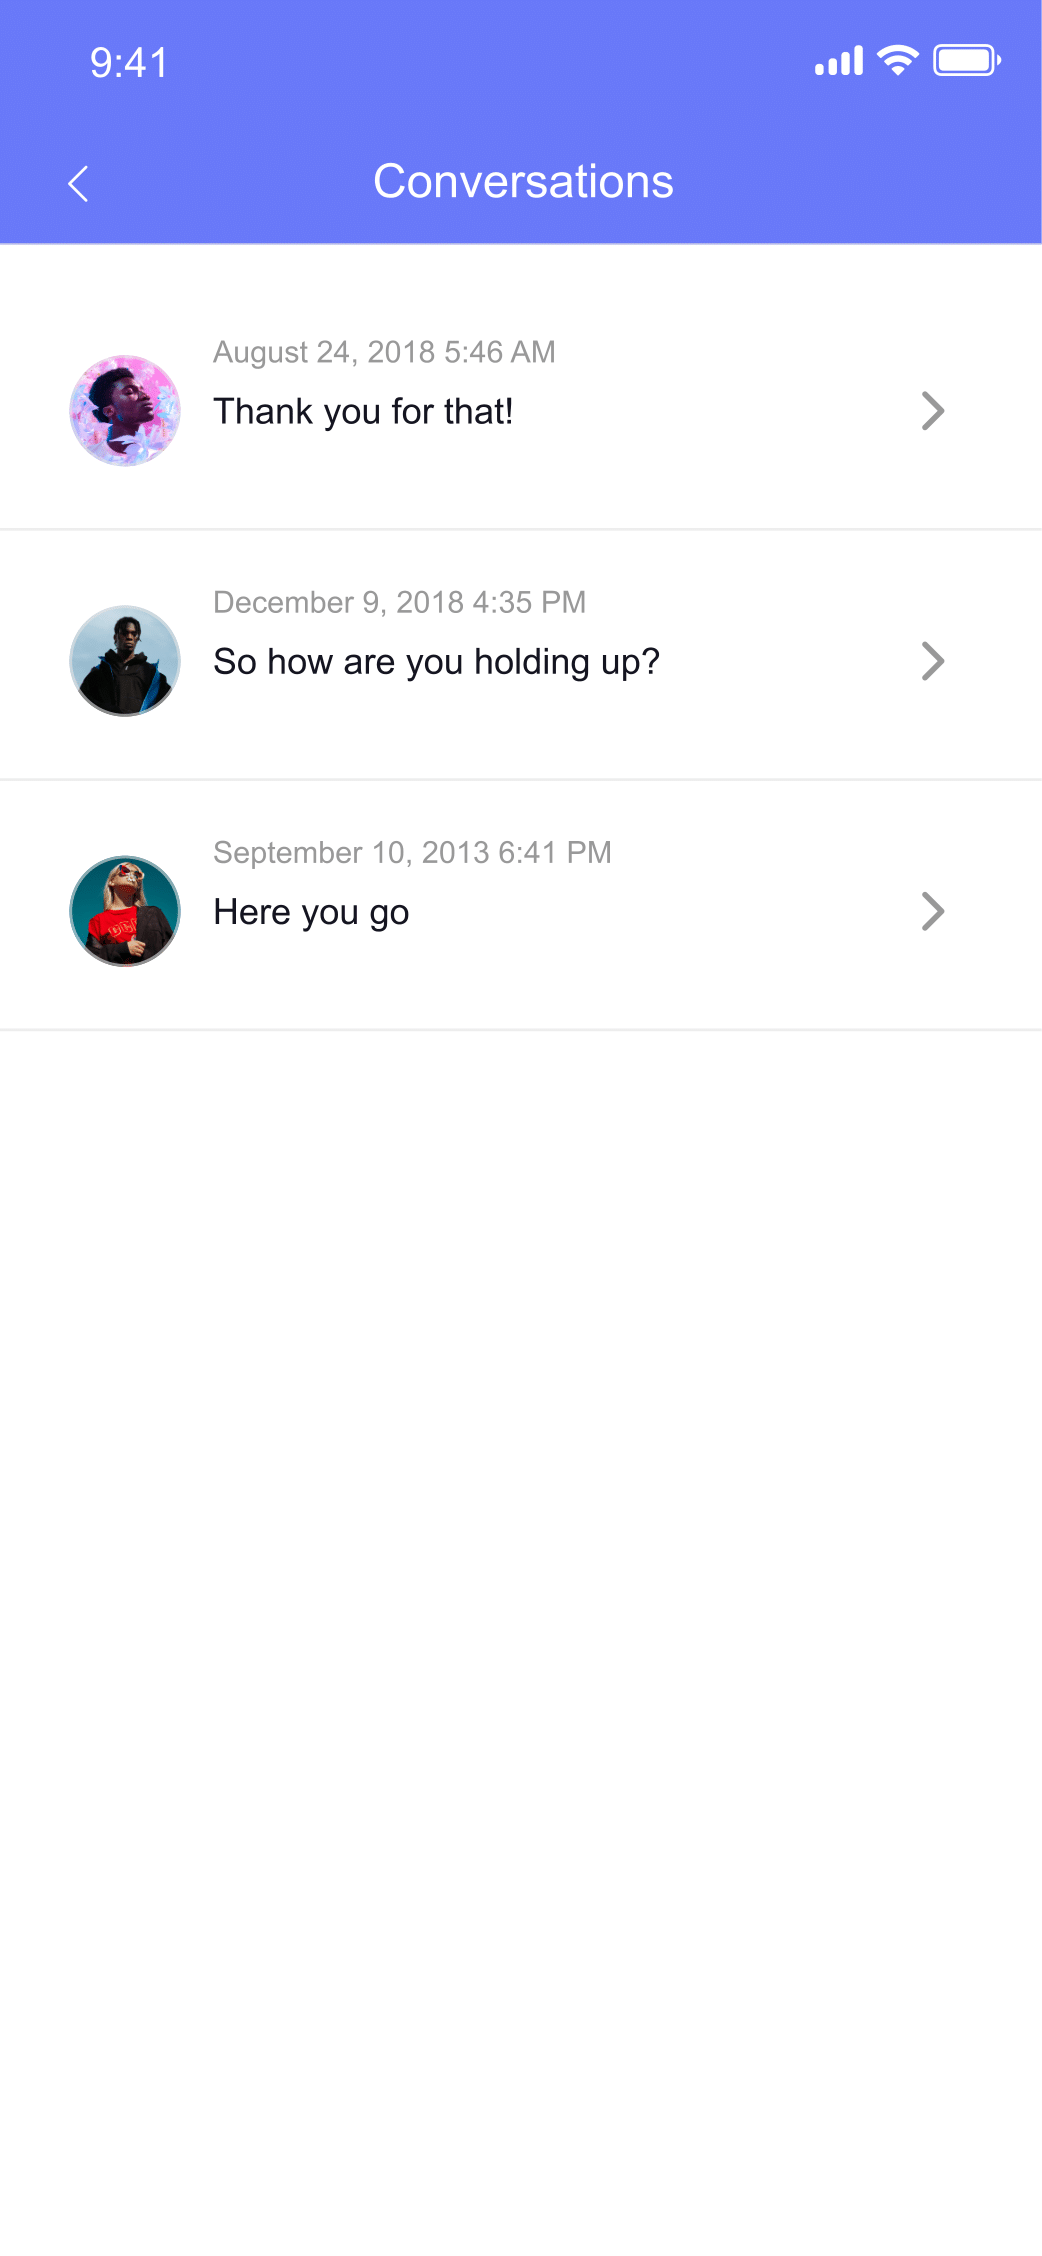 9:41
Conversations
August 24, 2018 5:46 AM
Thank you for that!
December 9, 2018 4:35 PM
So how are you holding up?
September 10, 2013 6:41 PM
Here you go